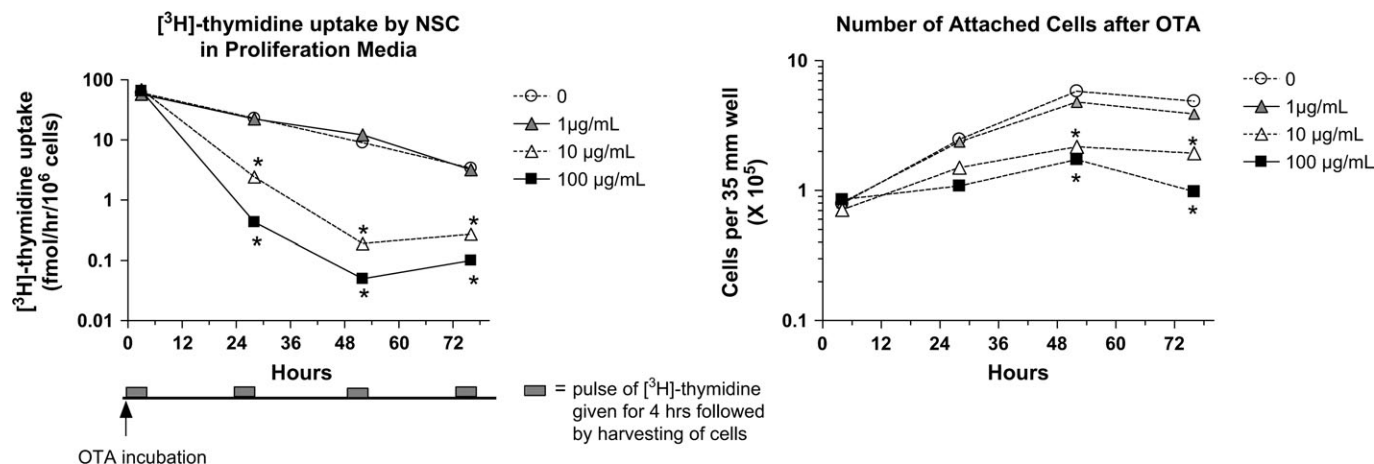 [³H]-thymidine uptake by NSC
in Proliferation Media
[³H]-thymidine uptake
(fmol/hr/10⁶ cells)
100
10
1
0.1
0.01
* * * *
* * *
0 12 24 36 48 60 72
Hours
0
1µg/mL
10 µg/mL
100 µg/mL
OTA incubation
= pulse of [³H]-thymidine
given for 4 hrs followed
by harvesting of cells
Number of Attached Cells after OTA
Cells per 35 mm well
(X 10⁵)
10
1
0.1
* *
* *
0 12 24 36 48 60 72
Hours
0
1µg/mL
10 µg/mL
100 µg/mL